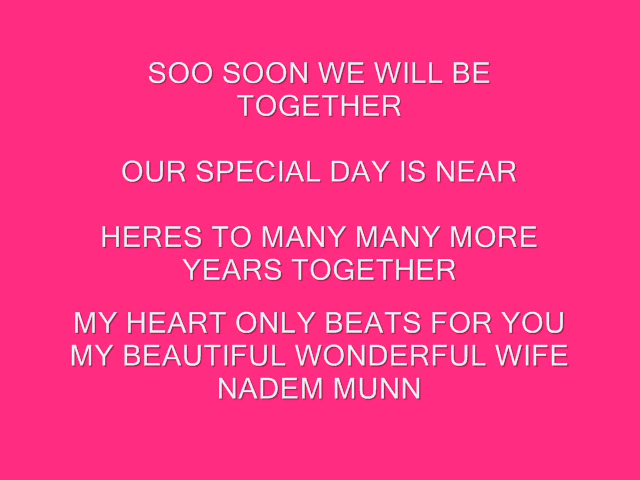 SOO SOON WE WILL BE
TOGETHER
OUR SPECIAL DAY IS NEAR
HERES TO MANY MANY MORE
YEARS TOGETHER
MY HEART ONLY BEATS FOR YOU
MY BEAUTIFUL WONDERFUL WIFE
NADEM MUNN